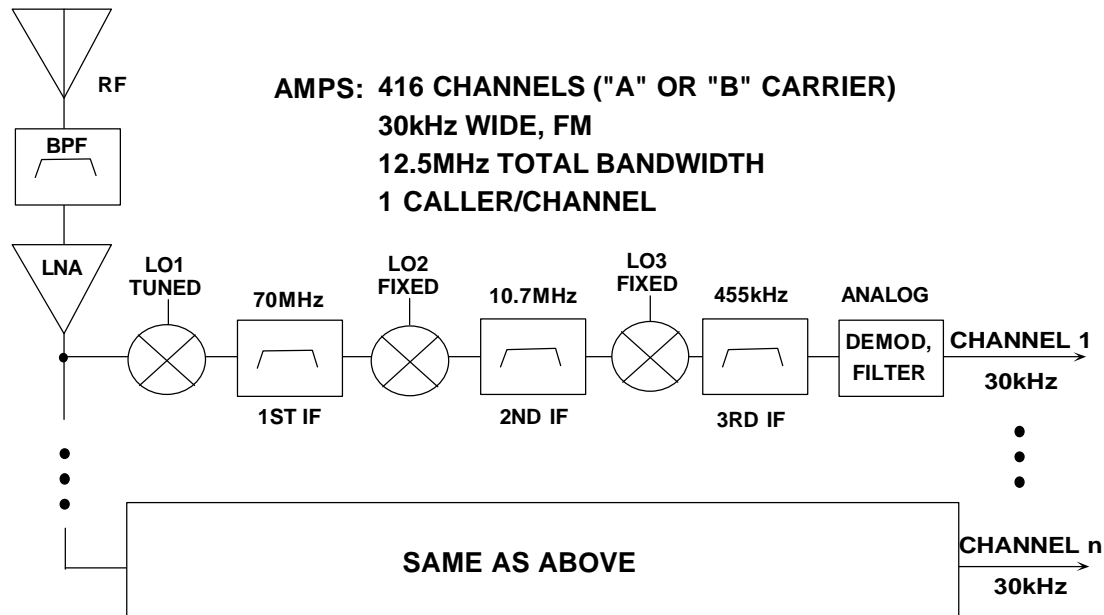 RF
AMPS: 416 CHANNELS ("A" OR "B" CARRIER)
30kHz WIDE, FM
12.5MHz TOTAL BANDWIDTH
1 CALLER/CHANNEL
BPF
LNA
LO1
TUNED
70MHz
1ST IF
LO2
FIXED
10.7MHz
2ND IF
LO3
FIXED
455kHz
3RD IF
ANALOG
DEMOD,
FILTER
CHANNEL 1
30kHz
SAME AS ABOVE
CHANNEL n
30kHz